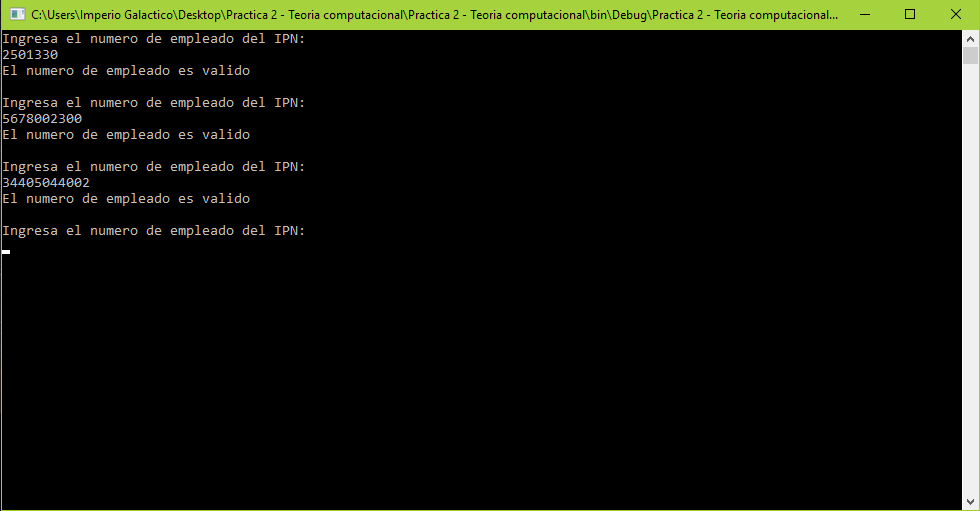 C:\Users\Imperio Galactico\Desktop\Practica 2 - Teoria computacional\Practica 2 - Teoria computacional\bin\Debug\Practica 2 - Teoria computacional...
Ingresa el numero de empleado del IPN:
2501330
El numero de empleado es valido
Ingresa el numero de empleado del IPN:
5678002300
El numero de empleado es valido
Ingresa el numero de empleado del IPN:
34405044002
El numero de empleado es valido
Ingresa el numero de empleado del IPN: